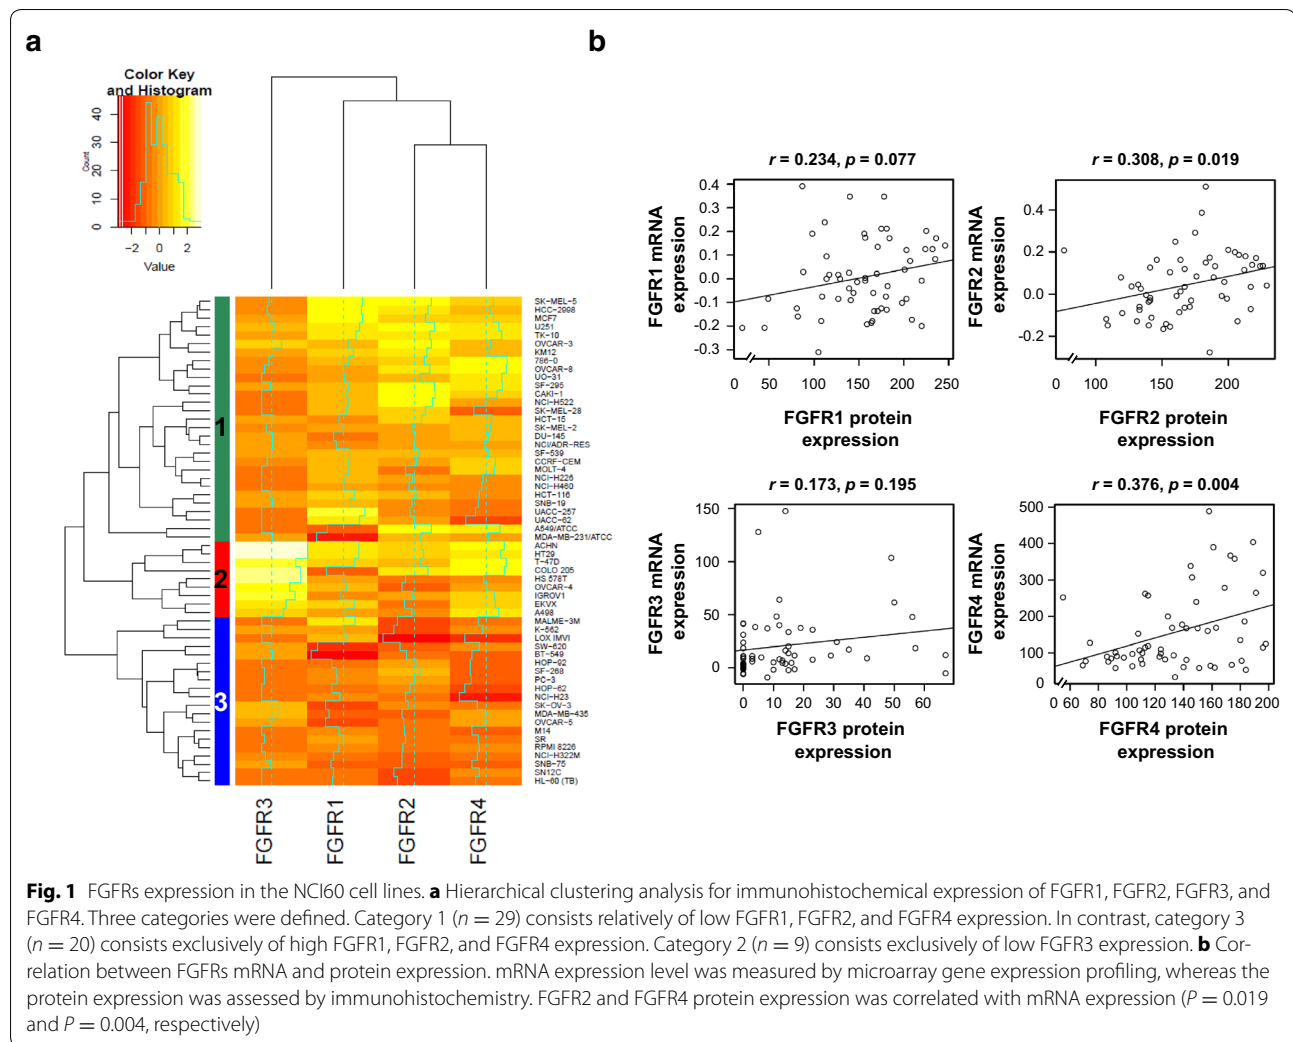 a
b
Color Key
and Histogram
Count
0
10
20
30
40
−2
0
2
Value
1
2
3
SK-MEL-5
HCC-2998
MCF7
U251
TK-10
OVCAR-3
KM12
786-0
OVCAR-8
UO-31
SF-295
CAKI-1
NCI-H522
SK-MEL-28
HCT-15
SK-MEL-2
DU-145
NCI/ADR-RES
SF-539
CCRF-CEM
MOLT-4
NCI-H226
NCI-H460
HCT-116
SNB-19
UACC-257
UACC-62
A549/ATCC
MDA-MB-231/ATCC
ACHN
HT29
T-47D
COLO 205
HS 578T
OVCAR-4
IGROV1
EKVX
A498
MALME-3M
K-562
LOX IMVI
SW-620
BT-549
HOP-92
SF-268
PC-3
HOP-62
NCI-H23
SK-OV-3
MDA-MB-435
OVCAR-5
M14
SR
RPMI 8226
NCI-H322M
SNB-75
SN12C
HL-60 (TB)
FGFR3
FGFR1
FGFR2
FGFR4
r = 0.234, p = 0.077
FGFR1 mRNA
expression
0.4
0.3
0.2
0.1
0.0
-0.1
-0.2
-0.3
0 50 100 150 200 250
FGFR1 protein
expression
r = 0.308, p = 0.019
FGFR2 mRNA
expression
0.4
0.2
0.0
-0.2
0 100 150 200
FGFR2 protein
expression
r = 0.173, p = 0.195
FGFR3 mRNA
expression
150
100
50
0
0 20 40 60
FGFR3 protein
expression
r = 0.376, p = 0.004
FGFR4 mRNA
expression
500
400
300
200
100
0
0 60 80 100 120 140 160 180 200
FGFR4 protein
expression
Fig. 1 FGFRs expression in the NCI60 cell lines. a Hierarchical clustering analysis for immunohistochemical expression of FGFR1, FGFR2, FGFR3, and
FGFR4. Three categories were defined. Category 1 (n = 29) consists relatively of low FGFR1, FGFR2, and FGFR4 expression. In contrast, category 3
(n = 20) consists exclusively of high FGFR1, FGFR2, and FGFR4 expression. Category 2 (n = 9) consists exclusively of low FGFR3 expression. b Cor-
relation between FGFRs mRNA and protein expression. mRNA expression level was measured by microarray gene expression profiling, whereas the
protein expression was assessed by immunohistochemistry. FGFR2 and FGFR4 protein expression was correlated with mRNA expression (P = 0.019
and P = 0.004, respectively)